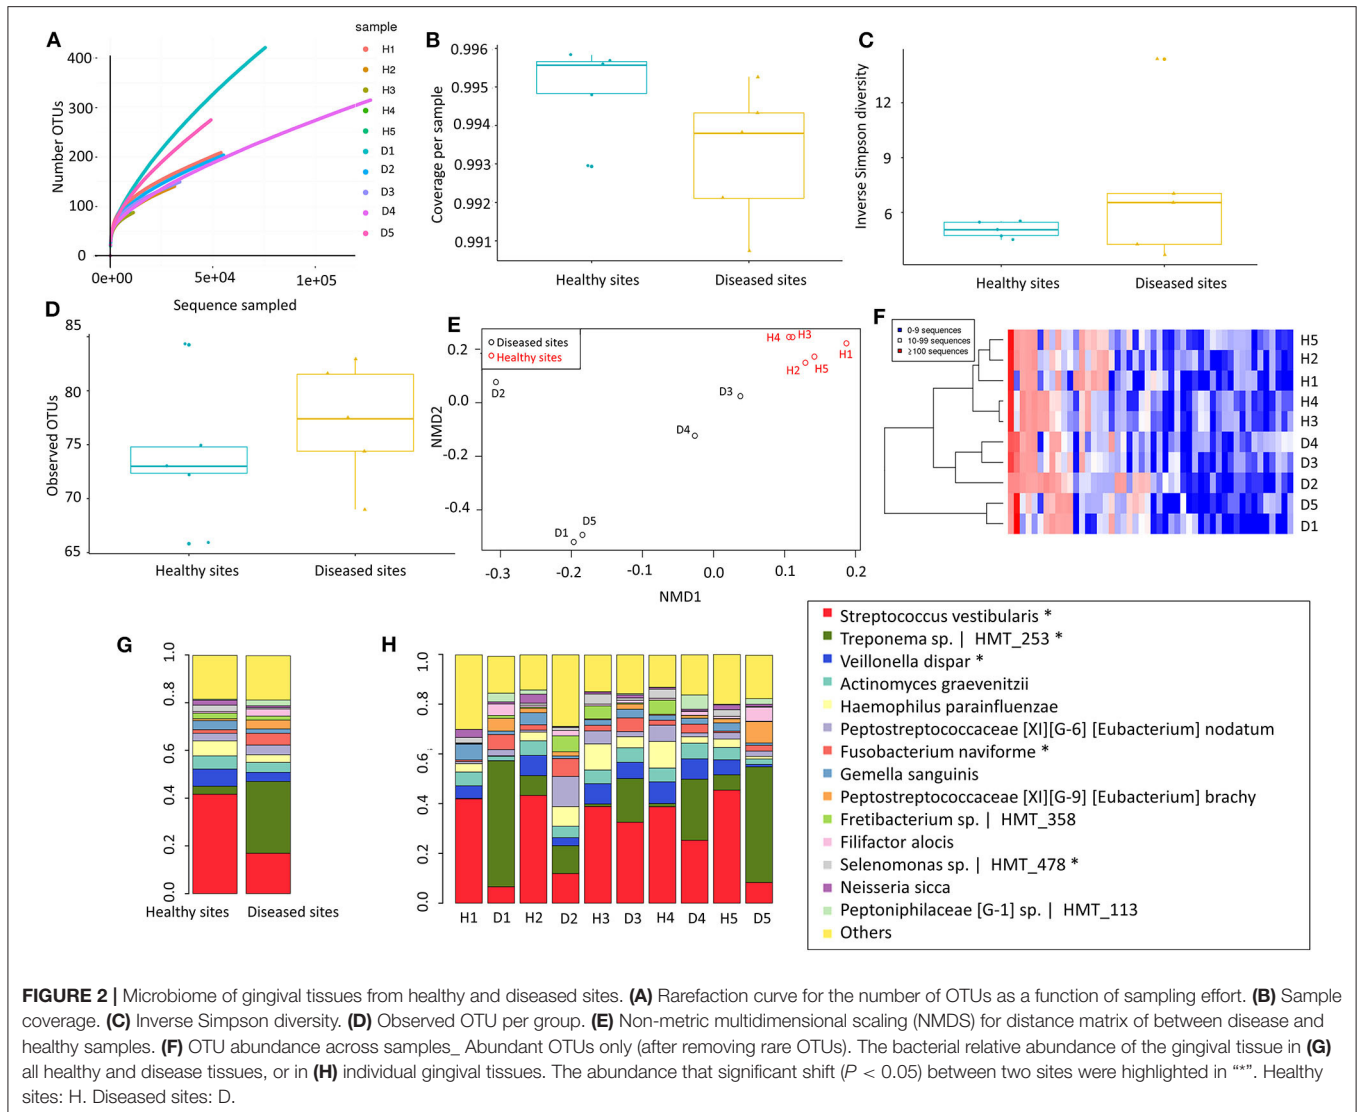 A
Number OTUs
400
300
200
100
0
0e+00
5e+04
1e+05
Sequence sampled
sample
H1
H2
H3
H4
H5
D1
D2
D3
D4
D5
B
Coverage per sample
0.996
0.995
0.994
0.993
0.992
0.991
Healthy sites
Diseased sites
C
Inverse Simpson diversity
12
9
6
Healthy sites
Diseased sites
D
Observed OTUs
85
80
75
70
65
Healthy sites
Diseased sites
E
NMD2
0.2
0.0
-0.2
-0.4
Diseased sites
Healthy sites
H4
H3
H1
H2
H5
D2
D3
D4
D1
D5
-0.3
-0.2
-0.1
0.0
0.1
0.2
NMD1
F
0-9 sequences
10-99 sequences
≥100 sequences
H5
H2
H1
H4
H3
D4
D3
D2
D5
D1
G
1.0
0.8
0.6
0.4
0.2
0.0
Healthy sites
Diseased sites
H
1.0
0.8
0.6
0.4
0.2
0.0
H1
D1
H2
D2
H3
D3
H4
D4
H5
D5
Streptococcus vestibularis *
Treponema sp. | HMT_253 *
Veillonella dispar *
Actinomyces graevenitzii
Haemophilus parainfluenzae
Peptostreptococcaceae [XI][G-6] [Eubacterium] nodatum
Fusobacterium naviforme *
Gemella sanguinis
Peptostreptococcaceae [XI][G-9] [Eubacterium] brachy
Fretibacterium sp. | HMT_358
Filifactor alocis
Selenomonas sp. | HMT_478 *
Neisseria sicca
Peptoniphilaceae [G-1] sp. | HMT_113
Others
FIGURE 2 | Microbiome of gingival tissues from healthy and diseased sites. (A) Rarefaction curve for the number of OTUs as a function of sampling effort. (B) Sample
coverage. (C) Inverse Simpson diversity. (D) Observed OTU per group. (E) Non-metric multidimensional scaling (NMDS) for distance matrix of between disease and
healthy samples. (F) OTU abundance across samples_ Abundant OTUs only (after removing rare OTUs). The bacterial relative abundance of the gingival tissue in (G)
all healthy and disease tissues, or in (H) individual gingival tissues. The abundance that significant shift (P < 0.05) between two sites were highlighted in “*”. Healthy
sites: H. Diseased sites: D.